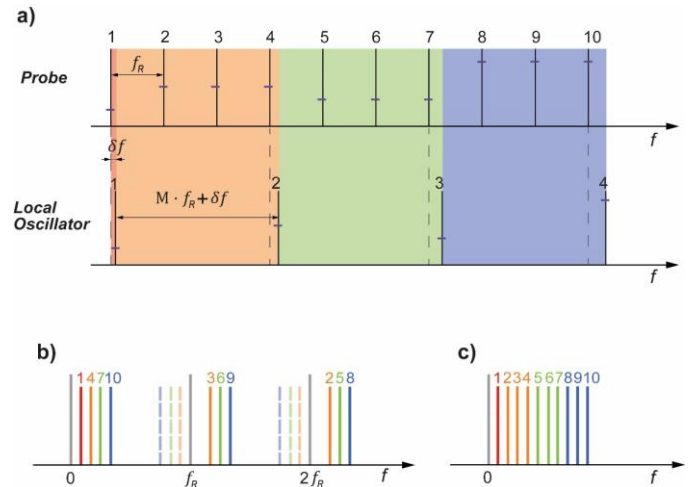 a)
1 2 3 4 5 6 7 8 9 10
f_R
Probe
f
δf
1 2 3 4
M · f_R + δf
Local
Oscillator
f
b) c)
1 4 7 10 3 6 9 2 5 8
1 2 3 4 5 6 7 8 9 10
0 f_R 2f_R f
0 f